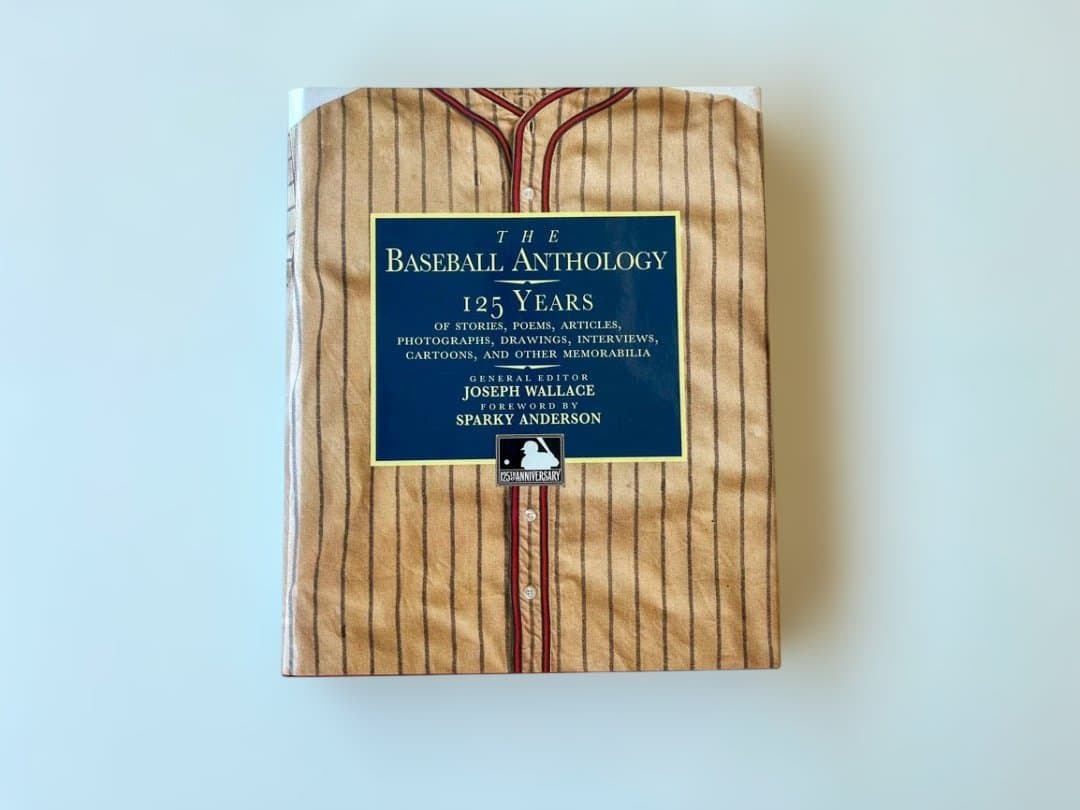 THE
BASEBALL ANTHOLOGY
125 YEARS
OF STORIES, POEMS, ARTICLES,
PHOTOGRAPHS, DRAWINGS, INTERVIEWS,
CARTOONS, AND OTHER MEMORABILIA
GENERAL EDITOR
JOSEPH WALLACE
FOREWORD BY
SPARKY ANDERSON
125TH ANNIVERSARY